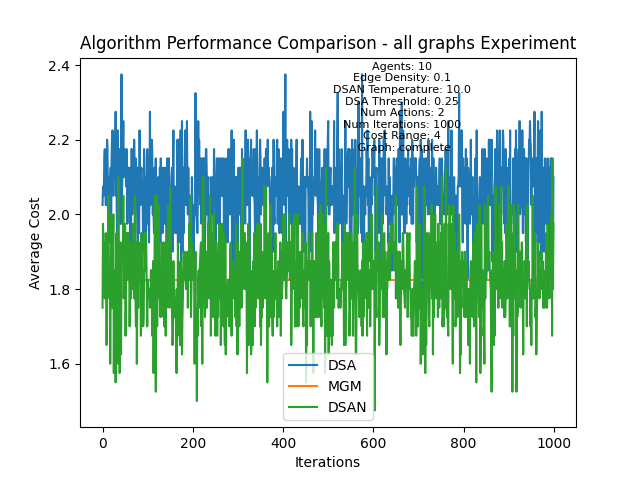 Algorithm Performance Comparison - all graphs Experiment
Agents: 10
Edge Density: 0.1
DSAN Temperature: 10.0
DSA Threshold: 0.25
Num Actions: 2
Num Iterations: 1000
Cost Range: 4
Graph: complete
2.4
2.2
2.0
1.8
1.6
Average Cost
DSA
MGM
DSAN
0
200
400
600
800
1000
Iterations